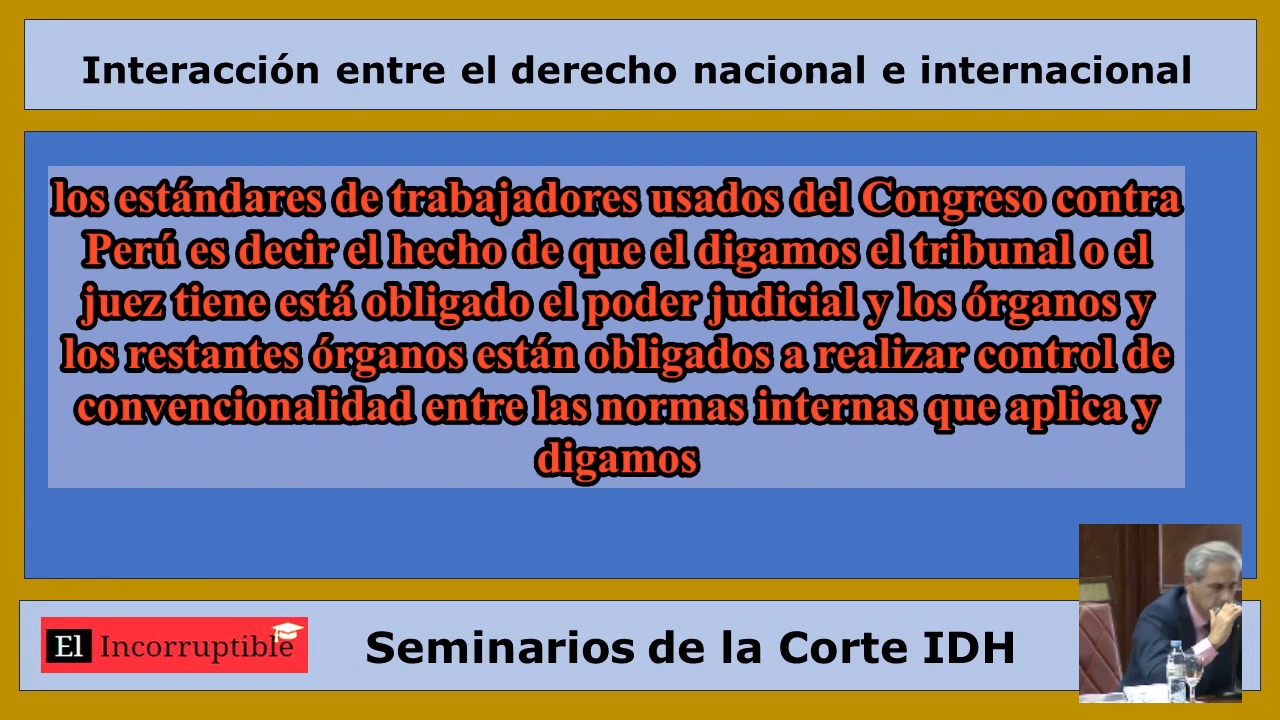 Interacción entre el derecho nacional e internacional
los estándares de trabajadores usados del Congreso contra
Perú es decir el hecho de que el digamos el tribunal o el
juez tiene está obligado el poder judicial y los órganos y
los restantes órganos están obligados a realizar control de
convencionalidad entre las normas internas que aplica y
digamos
El Incorruptible
Seminarios de la Corte IDH